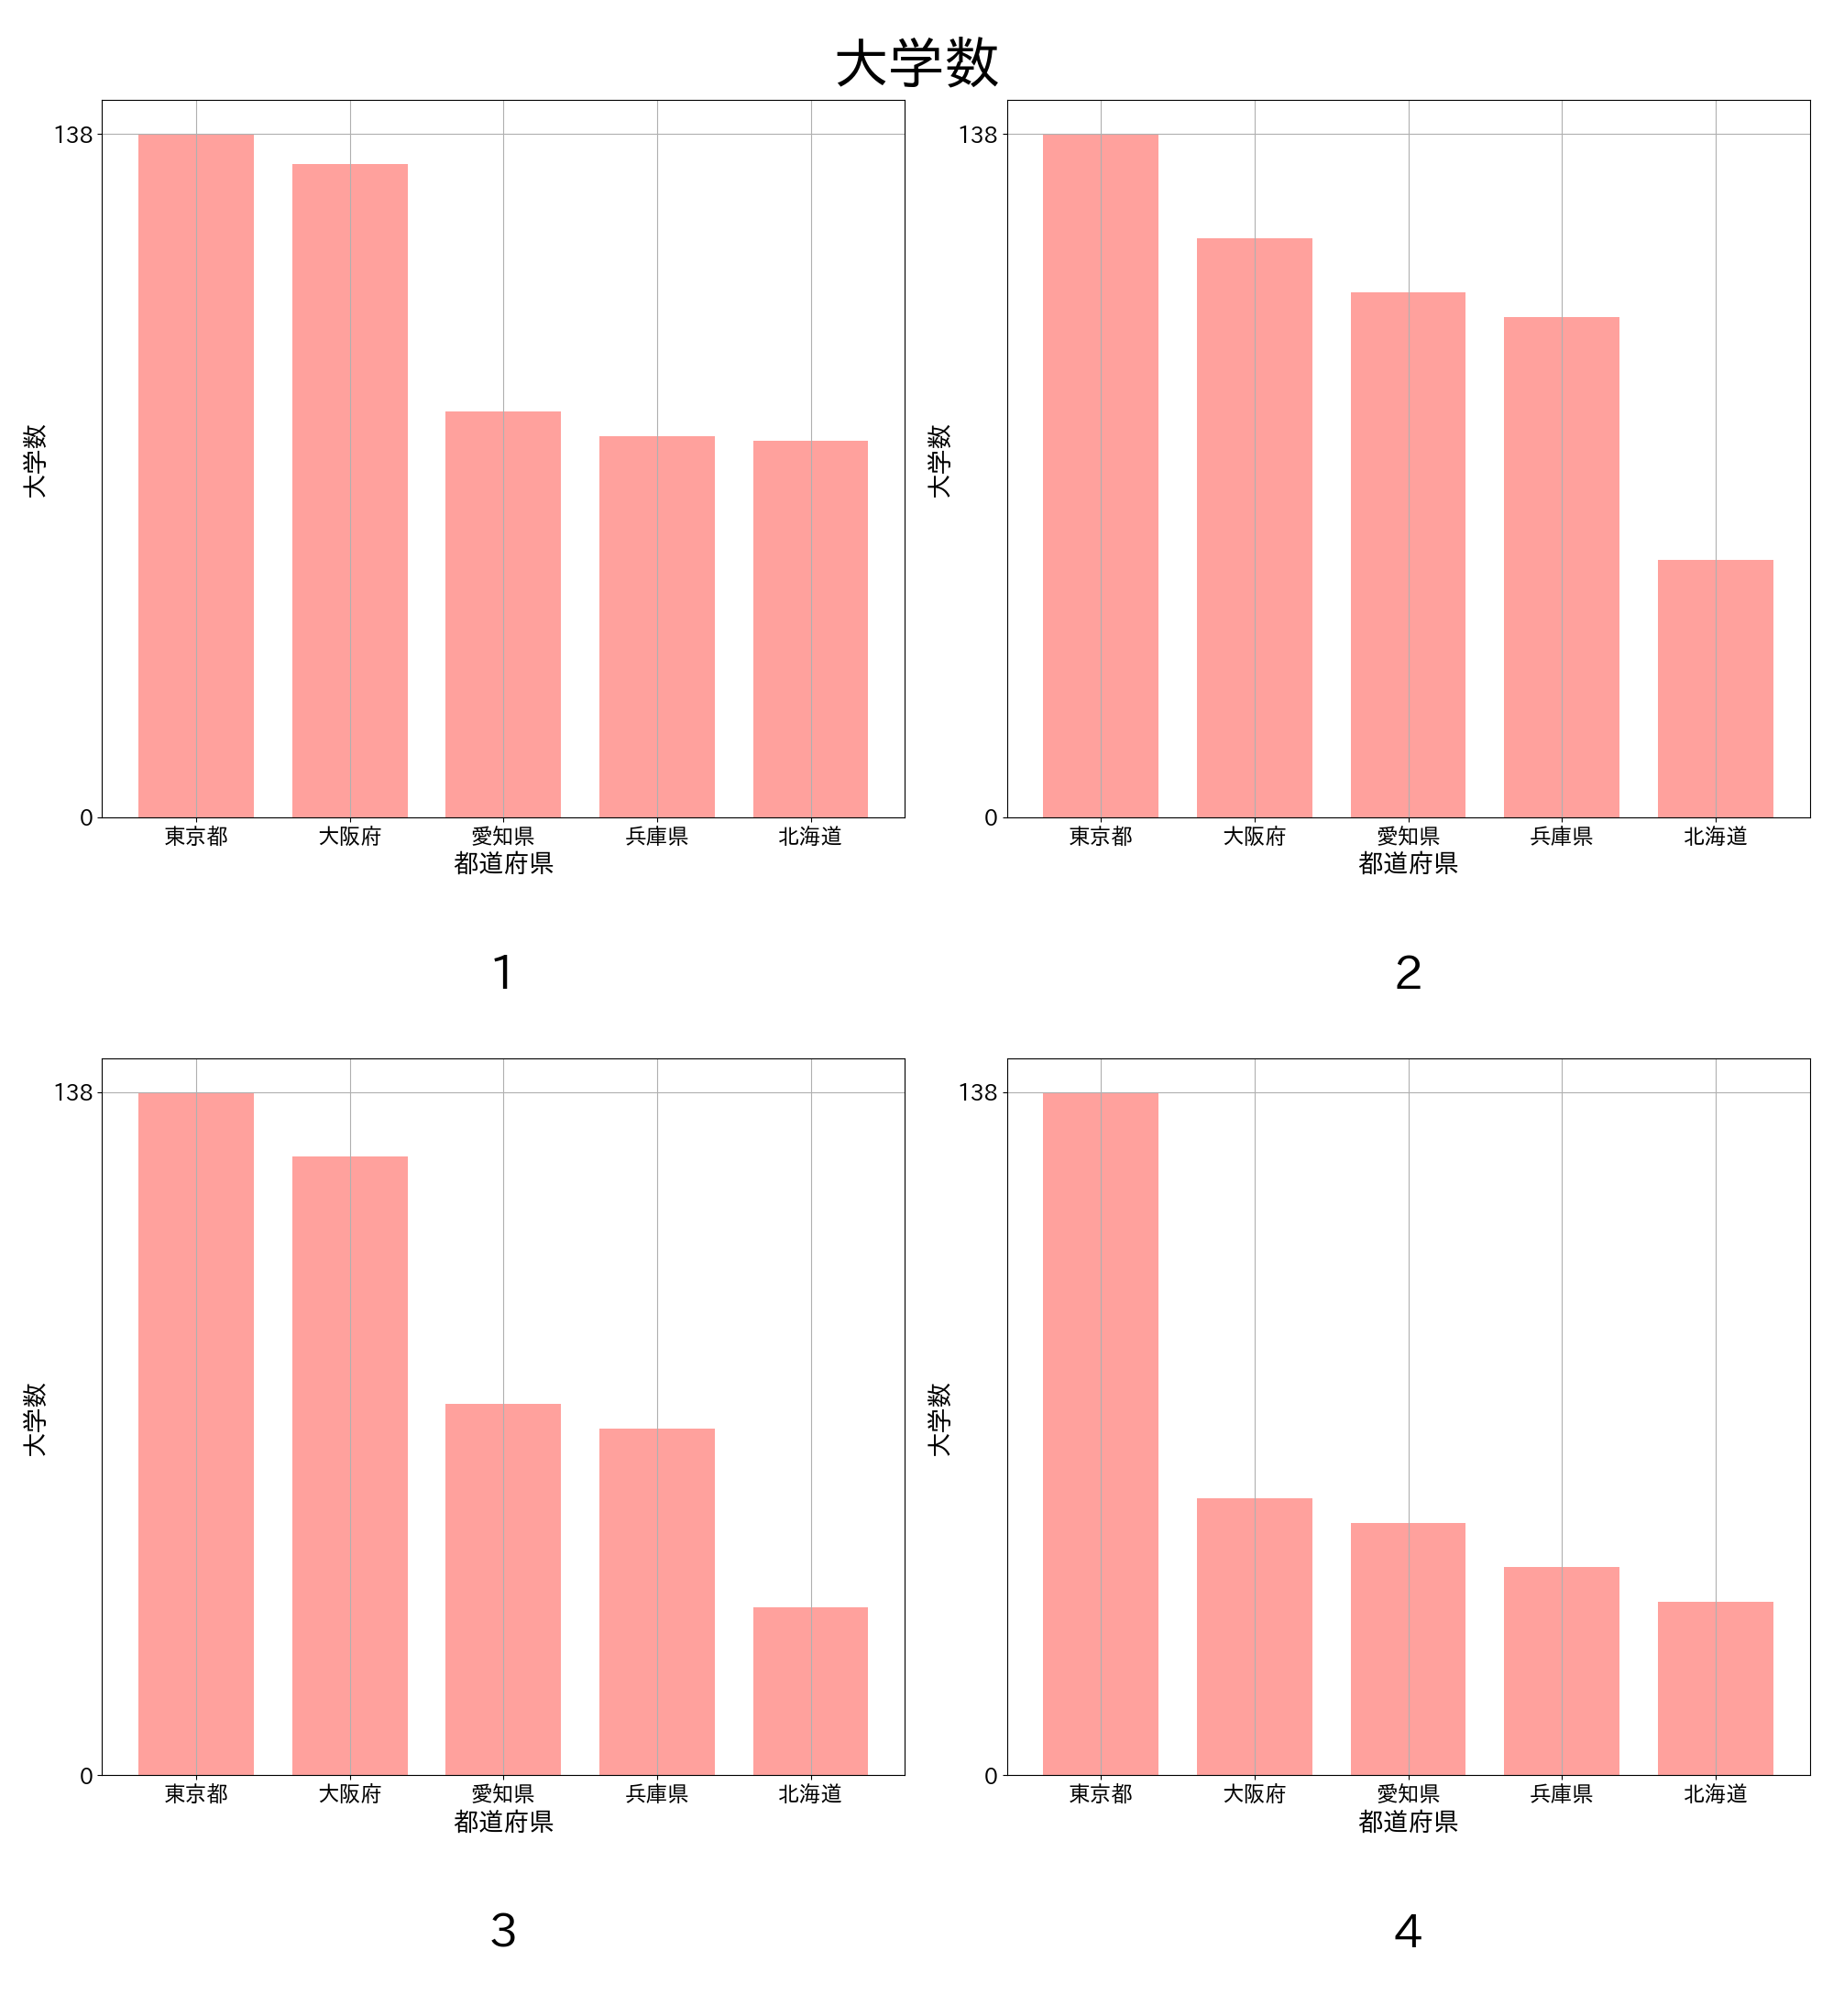 大学数
138
0
大学数
東京都 大阪府 愛知県 兵庫県 北海道
都道府県
1
138
0
大学数
東京都 大阪府 愛知県 兵庫県 北海道
都道府県
2
138
0
大学数
東京都 大阪府 愛知県 兵庫県 北海道
都道府県
3
138
0
大学数
東京都 大阪府 愛知県 兵庫県 北海道
都道府県
4